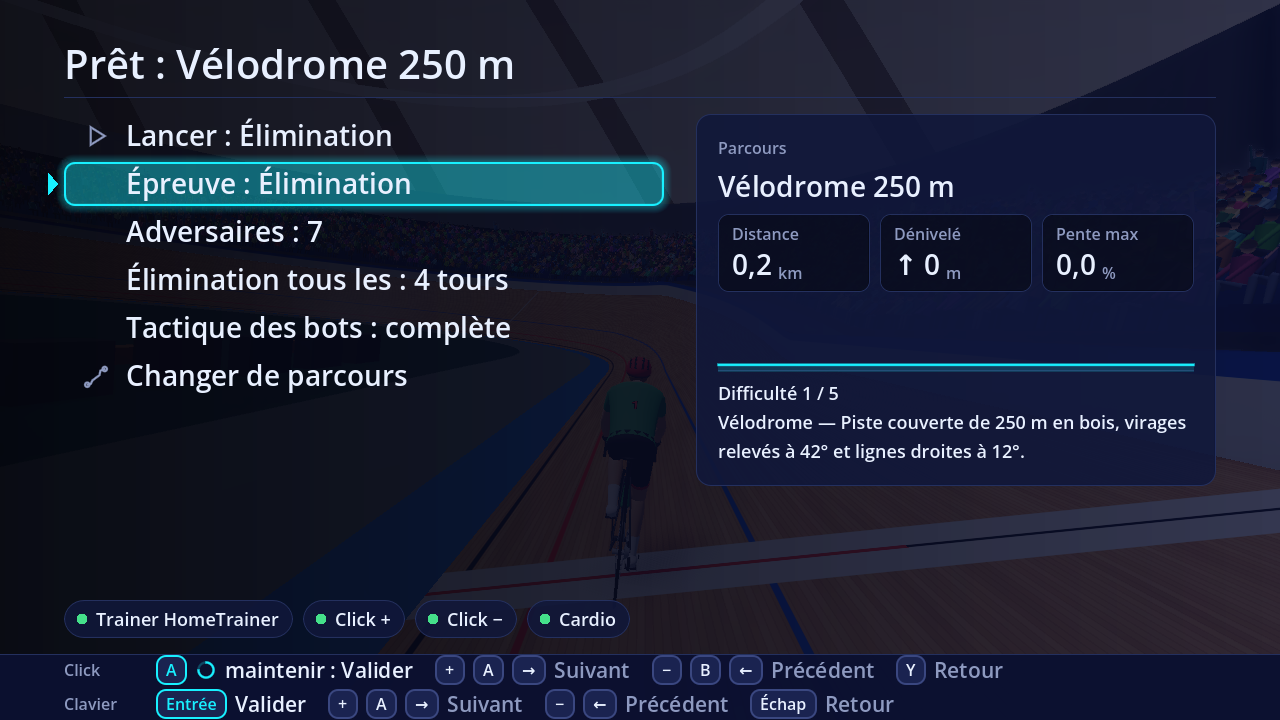 Prêt : Vélodrome 250 m
Lancer : Élimination
Épreuve : Élimination
Adversaires : 7
Élimination tous les : 4 tours
Tactique des bots : complète
Changer de parcours
Parcours
Vélodrome 250 m
Distance
0,2 km
Dénivelé
↑ 0 m
Pente max
0,0 %
Difficulté 1 / 5
Vélodrome — Piste couverte de 250 m en bois, virages
relevés à 42° et lignes droites à 12°.
Trainer HomeTrainer
Click +
Click −
Cardio
Click A maintenir : Valider + A → Suivant − B ← Précédent Y Retour
Clavier Entrée Valider + A → Suivant − ← Précédent Échap Retour